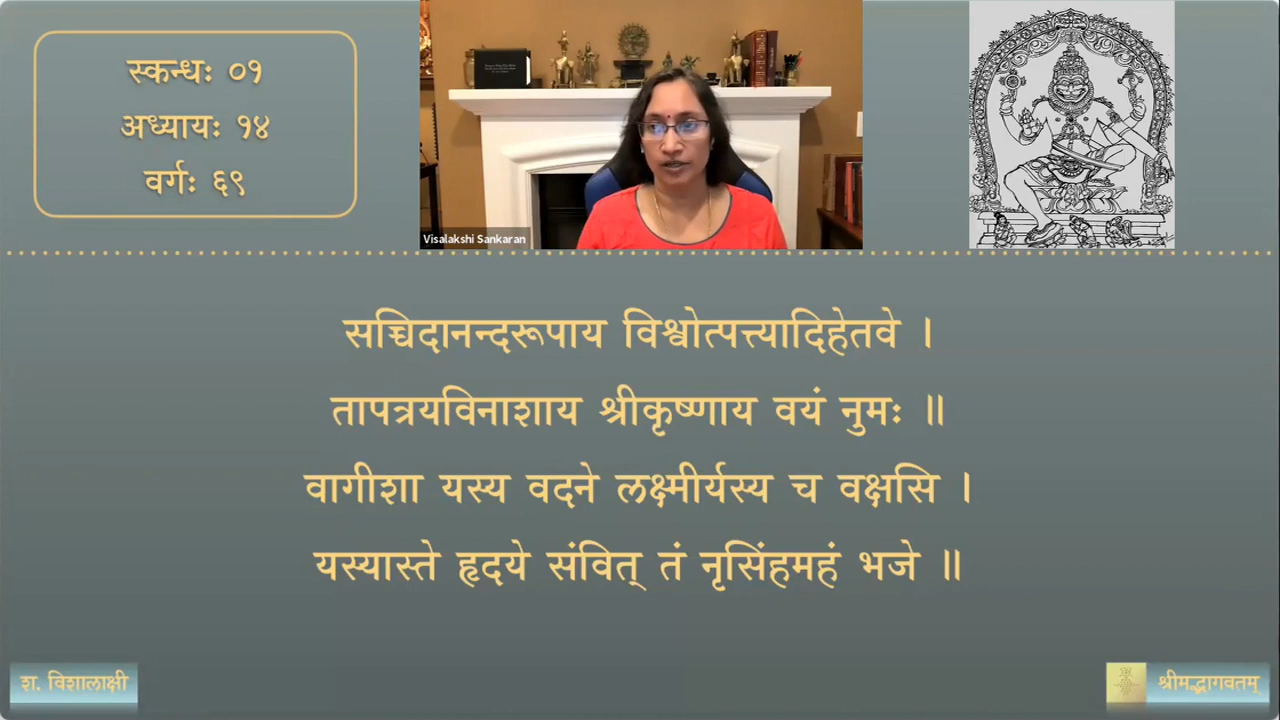 स्कन्धः ०१
अध्यायः १४
वर्गः ६९
Visalakshi Sankaran
सच्चिदानन्दरूपाय विश्वोत्पत्त्यादिहेतवे ।
तापत्रयविनाशाय श्रीकृष्णाय वयं नुमः ॥
वागीशा यस्य वदने लक्ष्मीर्यस्य च वक्षसि ।
यस्यास्ते हृदये संवित् तं नृसिंहमहं भजे ॥
श. विशालाक्षी
श्रीमद्भागवतम्